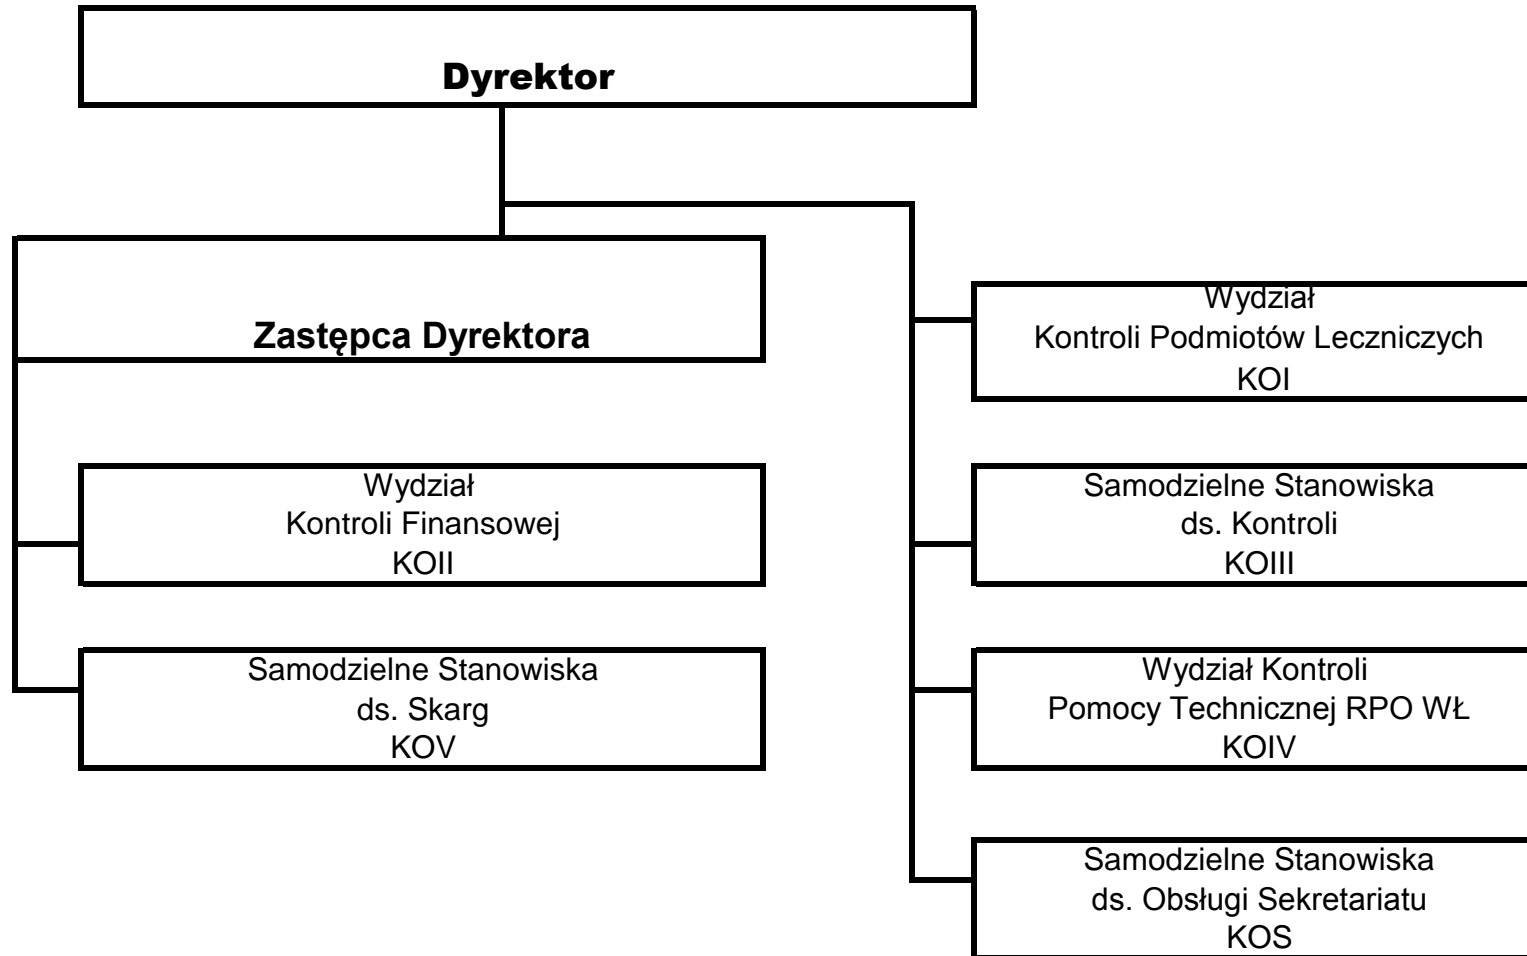 Dyrektor
Zastępca Dyrektora
Wydział
Kontroli Finansowej
KOII
Samodzielne Stanowiska
ds. Skarg
KOV
Wydział
Kontroli Podmiotów Leczniczych
KOI
Samodzielne Stanowiska
ds. Kontroli
KOIII
Wydział Kontroli
Pomocy Technicznej RPO WŁ
KOIV
Samodzielne Stanowiska
ds. Obsługi Sekretariatu
KOS